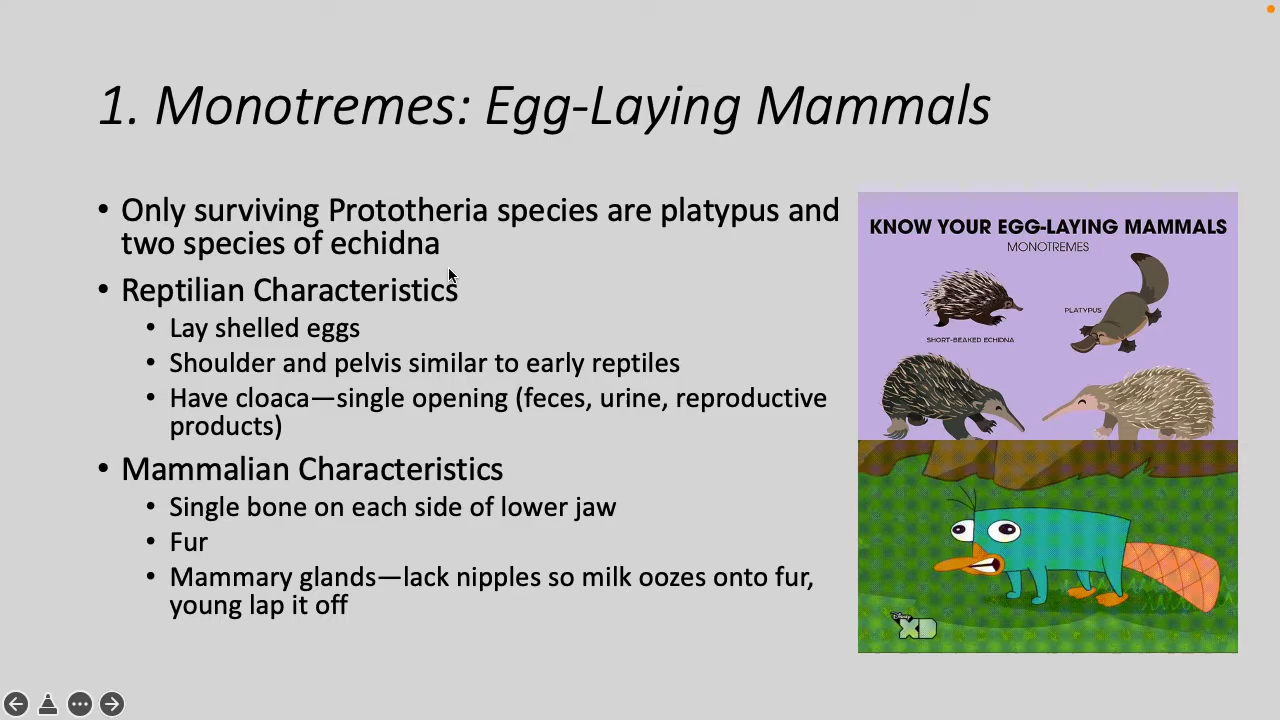 1. Monotremes: Egg-Laying Mammals
• Only surviving Prototheria species are platypus and
two species of echidna
• Reptilian Characteristics
• Lay shelled eggs
• Shoulder and pelvis similar to early reptiles
• Have cloaca—single opening (feces, urine, reproductive
products)
• Mammalian Characteristics
• Single bone on each side of lower jaw
• Fur
• Mammary glands—lack nipples so milk oozes onto fur,
young lap it off
KNOW YOUR EGG-LAYING MAMMALS
MONOTREMES
PLATYPUS
SHORT-BEAKED ECHIDNA
Disney
XD